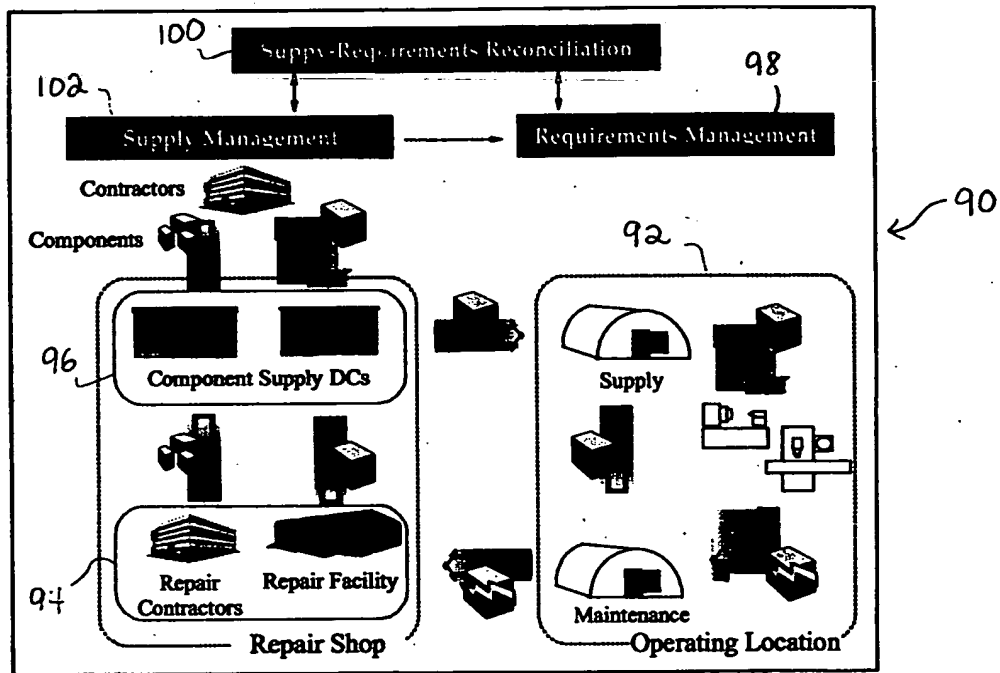 100
Suppy-Requirements Reconciliation
102
98
Supply Management
Requirements Management
Contractors
Components
90
92
96
Component Supply DCs
Supply
94
Repair Contractors
Repair Facility
Maintenance
Repair Shop
Operating Location